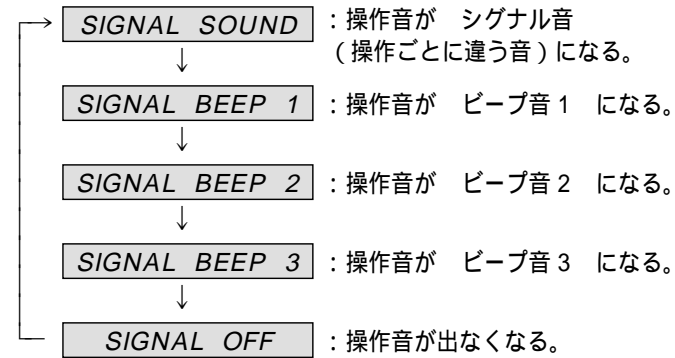 SIGNAL SOUND :操作音が シグナル音
(操作ごとに違う音)になる。
SIGNAL BEEP 1 :操作音が ビープ音1 になる。
SIGNAL BEEP 2 :操作音が ビープ音2 になる。
SIGNAL BEEP 3 :操作音が ビープ音3 になる。
SIGNAL OFF :操作音が出なくなる。